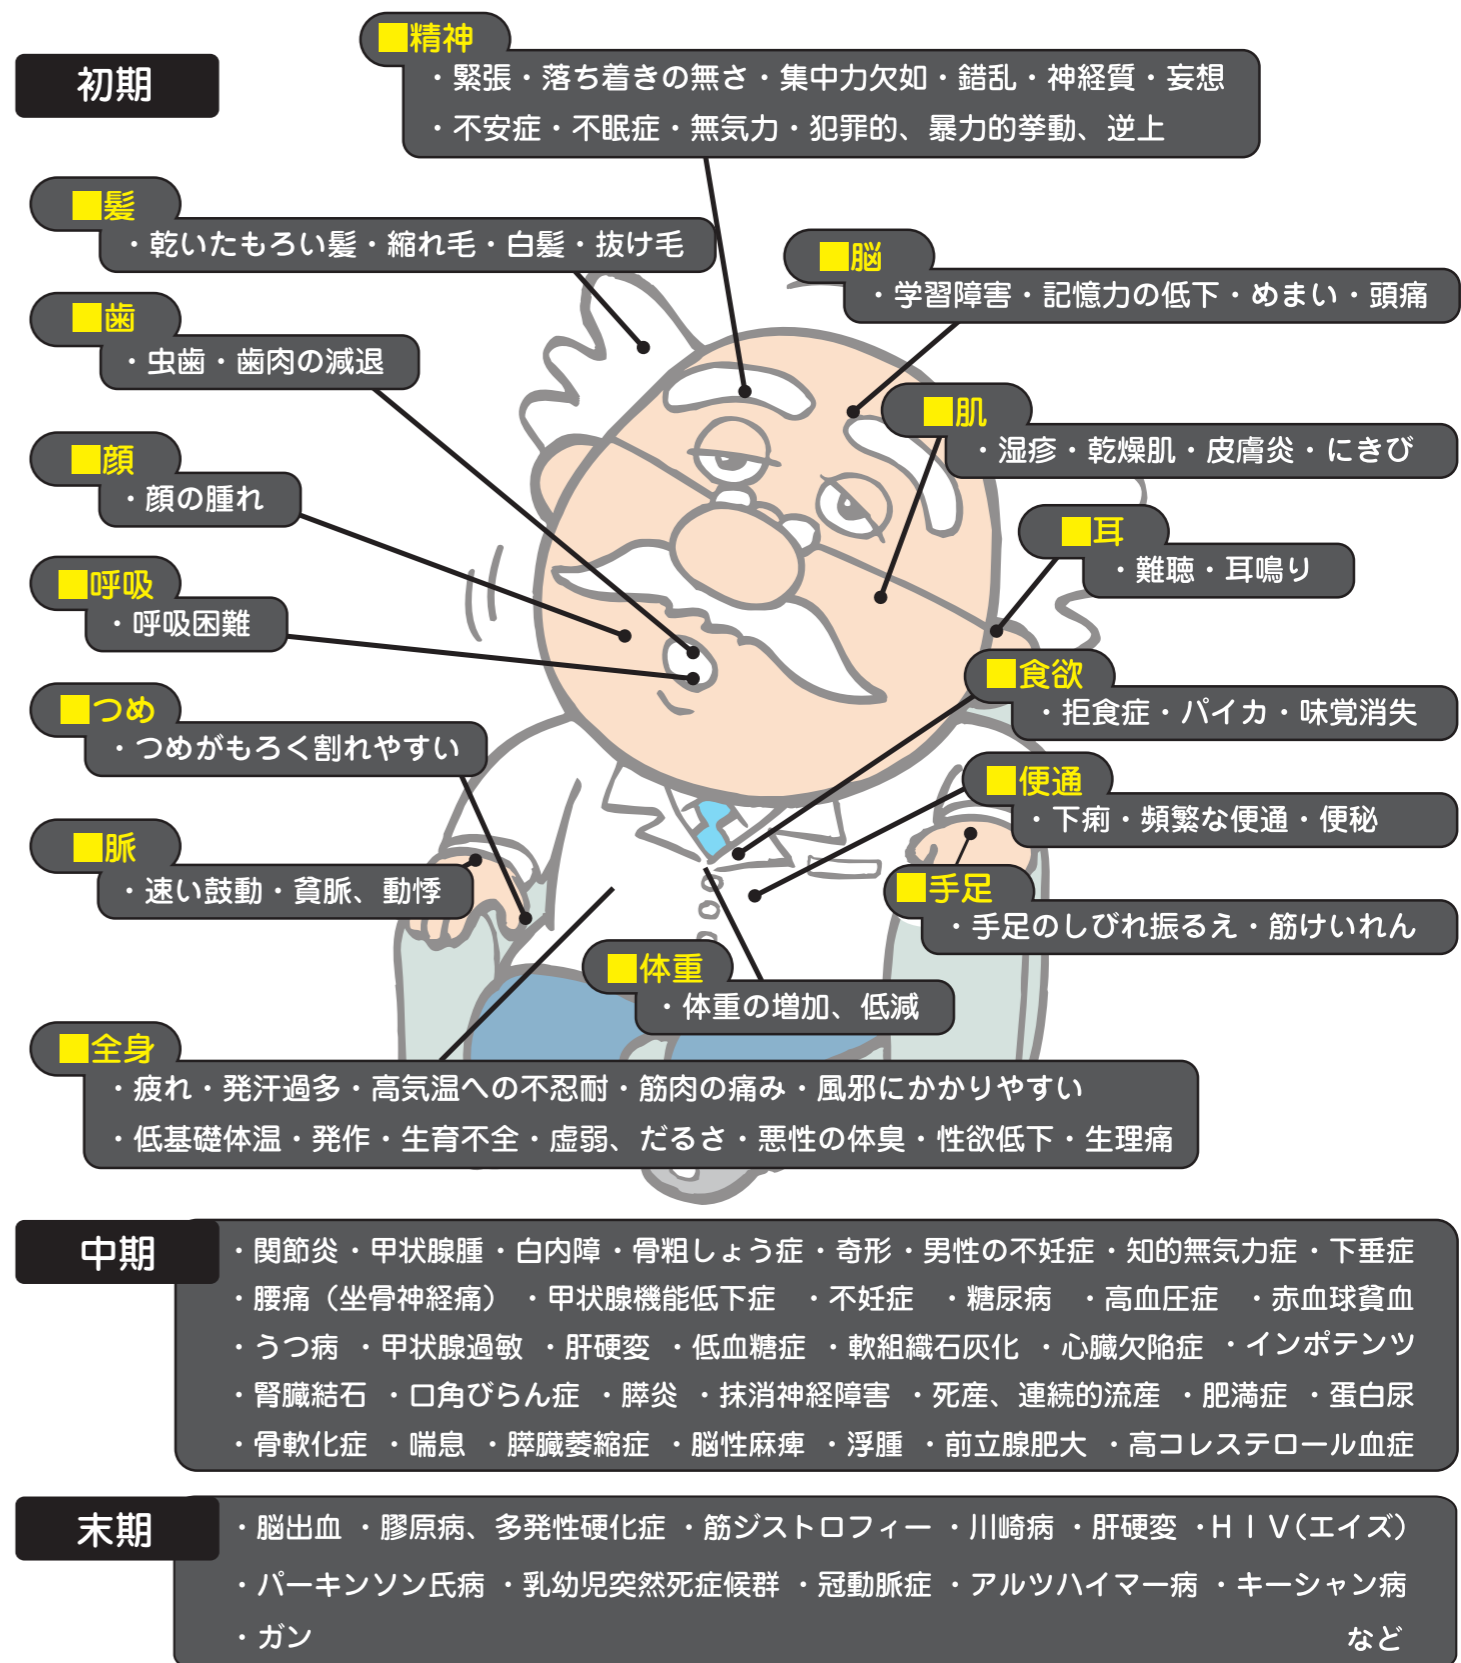 初期
■精神
・緊張・落ち着きの無さ・集中力欠如・錯乱・神経質・妄想
・不安症・不眠症・無気力・犯罪的、暴力的挙動、逆上
■髪
・乾いたもろい髪・縮れ毛・白髪・抜け毛
■脳
・学習障害・記憶力の低下・めまい・頭痛
■歯
・虫歯・歯肉の減退
■肌
・湿疹・乾燥肌・皮膚炎・にきび
■顔
・顔の腫れ
■耳
・難聴・耳鳴り
■呼吸
・呼吸困難
■食欲
・拒食症・パイカ・味覚消失
■つめ
・つめがもろく割れやすい
■便通
・下痢・頻繁な便通・便秘
■脈
・速い鼓動・貧脈、動悸
■手足
・手足のしびれ振るえ・筋けいれん
■体重
・体重の増加、低減
■全身
・疲れ・発汗過多・高気温への不忍耐・筋肉の痛み・風邪にかかりやすい
・低基礎体温・発作・生育不全・虚弱、だるさ・悪性の体臭・性欲低下・生理痛
中期
・関節炎・甲状腺腫・白内障・骨粗しょう症・奇形・男性の不妊症・知的無気力症・下垂症
・腰痛（坐骨神経痛）・甲状腺機能低下症 ・不妊症 ・糖尿病 ・高血圧症 ・赤血球貧血
・うつ病 ・甲状腺過敏 ・肝硬変 ・低血糖症 ・軟組織石灰化 ・心臓欠陥症 ・インポテンツ
・腎臓結石 ・口角びらん症 ・膵炎 ・抹消神経障害 ・死産、連続的流産 ・肥満症 ・蛋白尿
・骨軟化症 ・喘息 ・膵臓萎縮症 ・脳性麻痺 ・浮腫 ・前立腺肥大 ・高コレステロール血症
末期
・脳出血 ・膠原病、多発性硬化症 ・筋ジストロフィー ・川崎病 ・肝硬変 ・ＨＩＶ（エイズ）
・パーキンソン氏病 ・乳幼児突然死症候群 ・冠動脈症 ・アルツハイマー病 ・キーシャン病
・ガン など